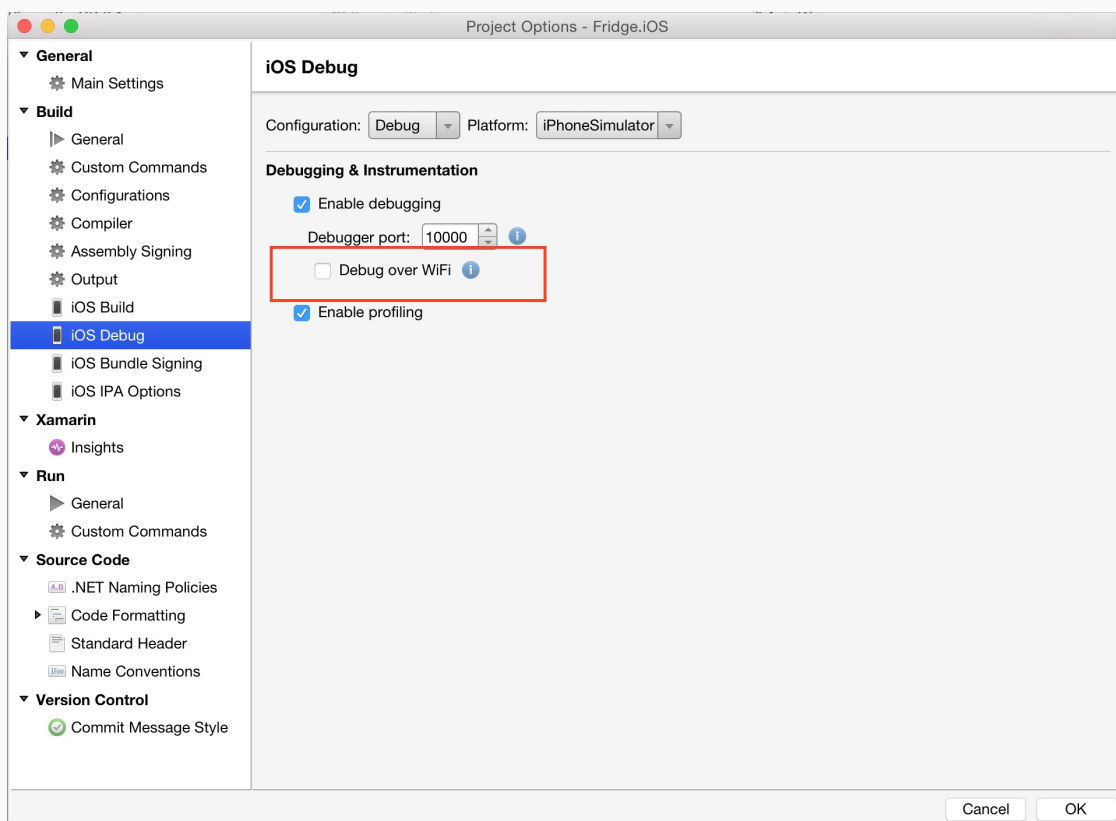 Project Options - Fridge.iOS
General
Main Settings
Build
General
Custom Commands
Configurations
Compiler
Assembly Signing
Output
iOS Build
iOS Debug
iOS Bundle Signing
iOS IPA Options
Xamarin
Insights
Run
General
Custom Commands
Source Code
A.B .NET Naming Policies
Code Formatting
Standard Header
IFoo Name Conventions
Version Control
Commit Message Style
iOS Debug
Configuration: Debug Platform: iPhoneSimulator
Debugging & Instrumentation
Enable debugging
Debugger port: 10000
Debug over WiFi
Enable profiling
Cancel OK